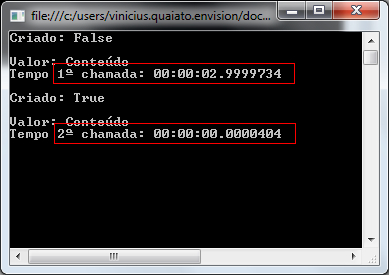 file:///c:/users/vinicius.quaiato.envision/doc...
Criado: False
Valor: Conteúdo
Tempo 1ª chamada: 00:00:02.9999734
Criado: True
Valor: Conteúdo
Tempo 2ª chamada: 00:00:00.0000404